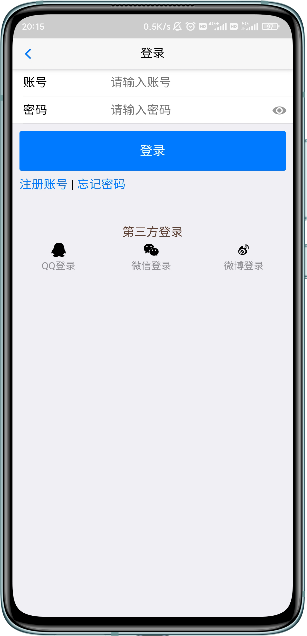 20:15
0.5K/s
登录
账号 请输入账号
密码 请输入密码
登录
注册账号 | 忘记密码
第三方登录
QQ登录 微信登录 微博登录